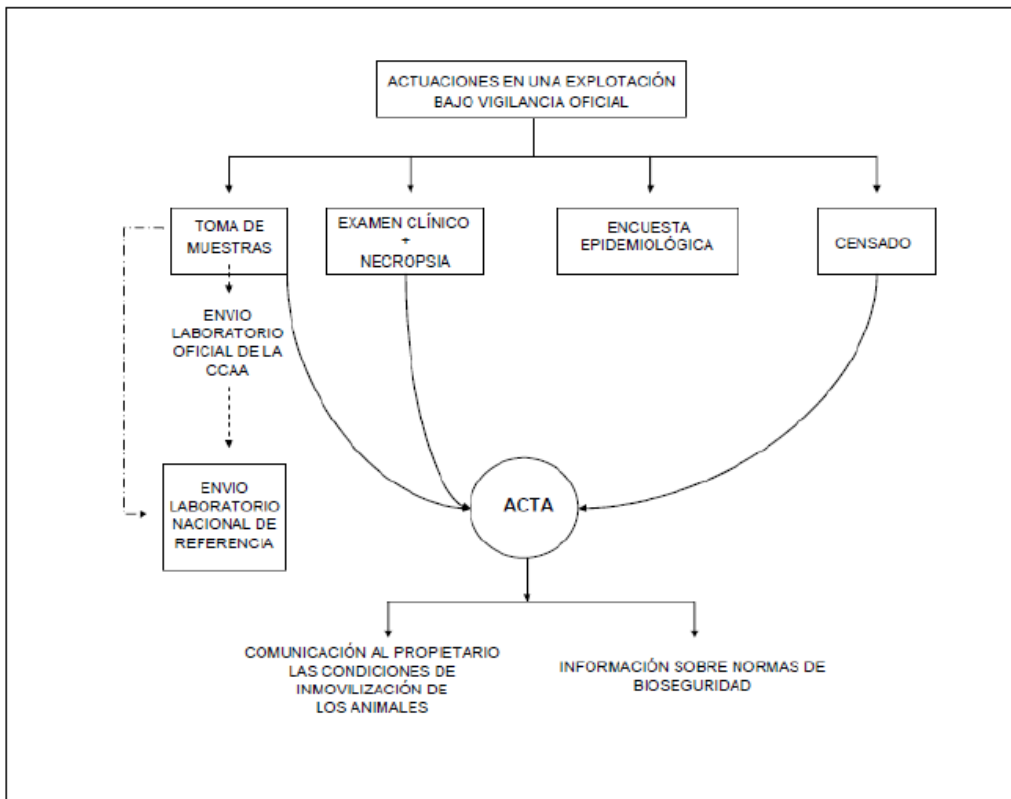 ACTUACIONES EN UNA EXPLOTACIÓN
BAJO VIGILANCIA OFICIAL
TOMA DE
MUESTRAS
EXAMEN CLÍNICO
+
NECROPSIA
ENCUESTA
EPIDEMIOLÓGICA
CENSADO
ENVIO
LABORATORIO
OFICIAL DE LA
CCAA
ENVIO
LABORATORIO
NACIONAL DE
REFERENCIA
ACTA
COMUNICACIÓN AL PROPIETARIO
LAS CONDICIONES DE
INMOVILIZACIÓN DE
LOS ANIMALES
INFORMACIÓN SOBRE NORMAS DE
BIOSEGURIDAD